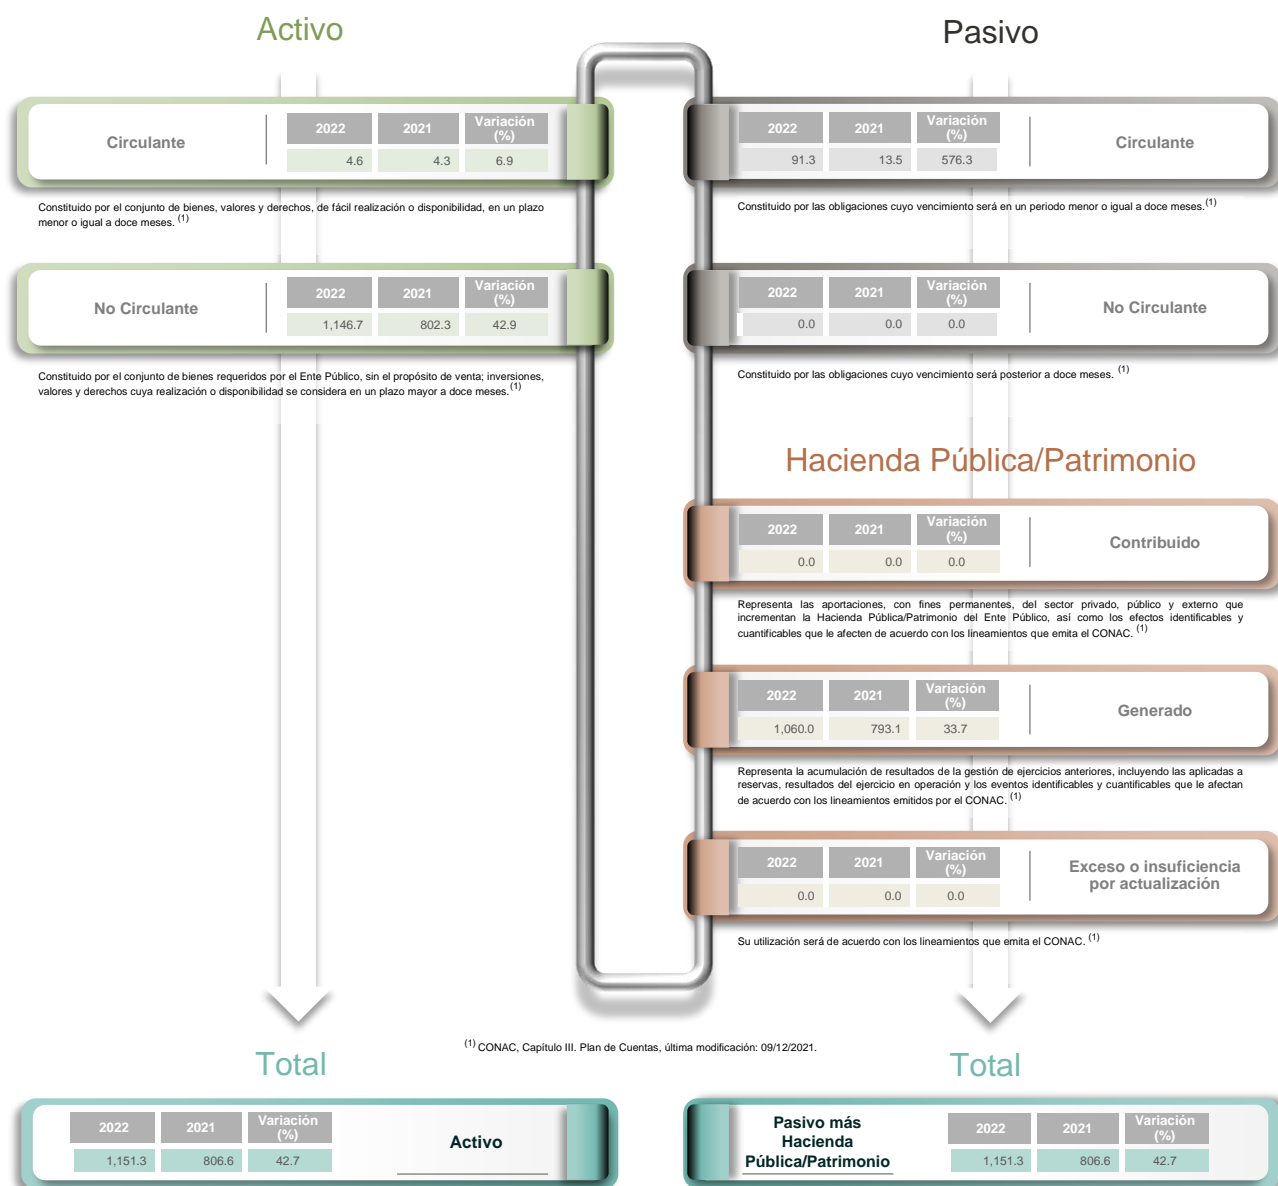 Activo
Circulante
2022 2021 Variación (%)
4.6 4.3 6.9
Constituido por el conjunto de bienes, valores y derechos, de fácil realización o disponibilidad, en un plazo
menor o igual a doce meses. (1)
No Circulante
2022 2021 Variación (%)
1,146.7 802.3 42.9
Constituido por el conjunto de bienes requeridos por el Ente Público, sin el propósito de venta; inversiones,
valores y derechos cuya realización o disponibilidad se considera en un plazo mayor a doce meses. (1)
Pasivo
2022 2021 Variación (%)
91.3 13.5 576.3
Circulante
Constituido por las obligaciones cuyo vencimiento será en un periodo menor o igual a doce meses. (1)
2022 2021 Variación (%)
0.0 0.0 0.0
No Circulante
Constituido por las obligaciones cuyo vencimiento será posterior a doce meses. (1)
Hacienda Pública/Patrimonio
2022 2021 Variación (%)
0.0 0.0 0.0
Contribuido
Representa las aportaciones, con fines permanentes, del sector privado, público y externo que
incrementan la Hacienda Pública/Patrimonio del Ente Público, así como los efectos identificables y
cuantificables que le afecten de acuerdo con los lineamientos que emita el CONAC. (1)
2022 2021 Variación (%)
1,060.0 793.1 33.7
Generado
Representa la acumulación de resultados de la gestión de ejercicios anteriores, incluyendo las aplicadas a
reservas, resultados del ejercicio en operación y los eventos identificables y cuantificables que le afectan
de acuerdo con los lineamientos emitidos por el CONAC. (1)
2022 2021 Variación (%)
0.0 0.0 0.0
Exceso o insuficiencia
por actualización
Su utilización será de acuerdo con los lineamientos que emita el CONAC. (1)
(1) CONAC, Capítulo III. Plan de Cuentas, última modificación: 09/12/2021.
Total
2022 2021 Variación (%)
1,151.3 806.6 42.7
Activo
Total
Pasivo más
Hacienda
Pública/Patrimonio
2022 2021 Variación (%)
1,151.3 806.6 42.7